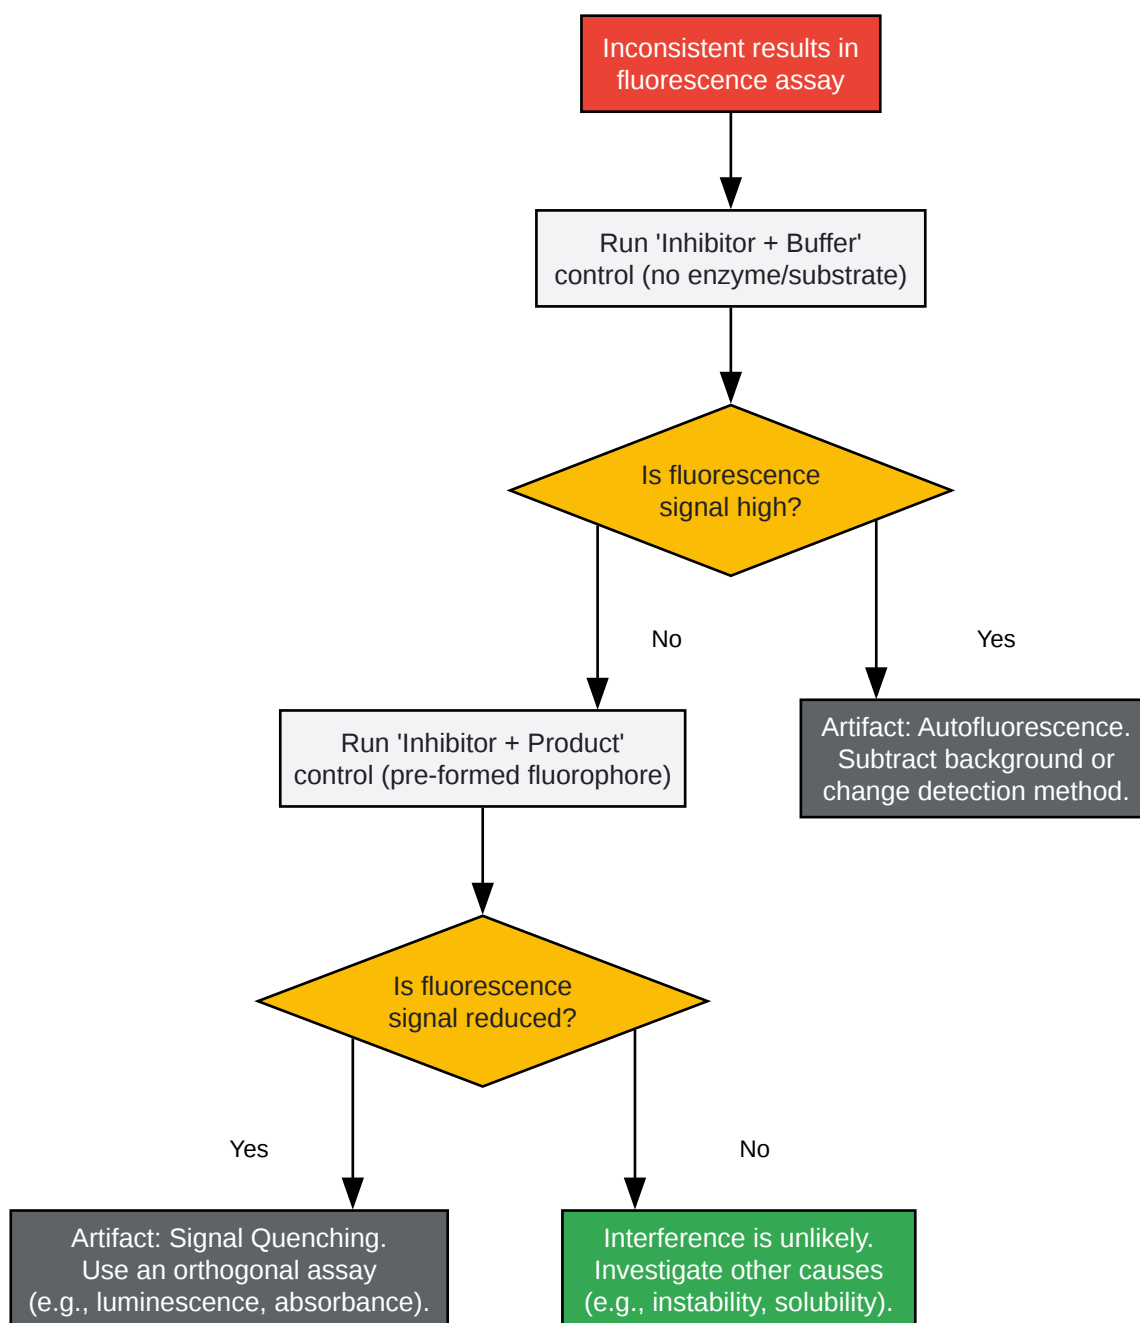 Inconsistent results in
fluorescence assay
Run 'Inhibitor + Buffer'
control (no enzyme/substrate)
Is fluorescence
signal high?
No
Yes
Run 'Inhibitor + Product'
control (pre-formed fluorophore)
Artifact: Autofluorescence.
Subtract background or
change detection method.
Is fluorescence
signal reduced?
Yes
No
Artifact: Signal Quenching.
Use an orthogonal assay
(e.g., luminescence, absorbance).
Interference is unlikely.
Investigate other causes
(e.g., instability, solubility).